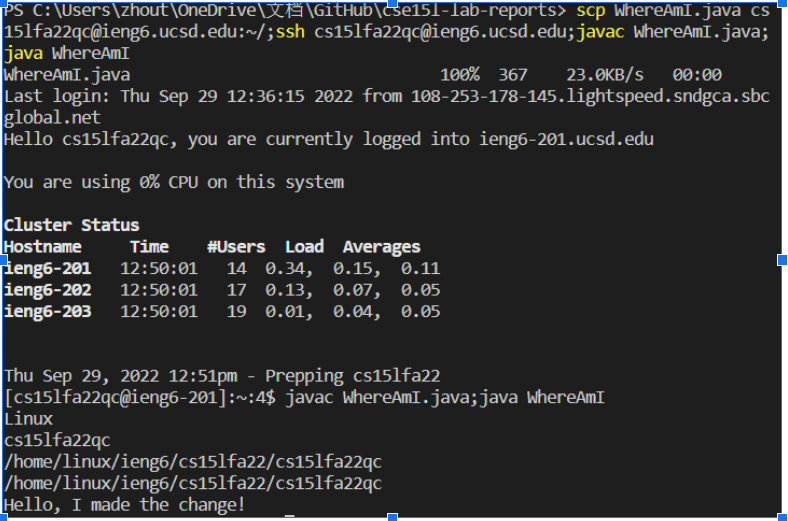 PS C:\Users\zhout\OneDrive\文档\GitHub\cse15l-lab-reports> scp WhereAmI.java cs
15lfa22qc@ieng6.ucsd.edu:~/;ssh cs15lfa22qc@ieng6.ucsd.edu;javac WhereAmI.java;
java WhereAmI
WhereAmI.java 100% 367 23.0KB/s 00:00
Last login: Thu Sep 29 12:36:15 2022 from 108-253-178-145.lightspeed.sndgca.sbc
global.net
Hello cs15lfa22qc, you are currently logged into ieng6-201.ucsd.edu
You are using 0% CPU on this system
Cluster Status
Hostname Time #Users Load Averages
ieng6-201 12:50:01 14 0.34, 0.15, 0.11
ieng6-202 12:50:01 17 0.13, 0.07, 0.05
ieng6-203 12:50:01 19 0.01, 0.04, 0.05
Thu Sep 29, 2022 12:51pm - Prepping cs15lfa22
[cs15lfa22qc@ieng6-201]:~:4$ javac WhereAmI.java;java WhereAmI
Linux
cs15lfa22qc
/home/linux/ieng6/cs15lfa22/cs15lfa22qc
/home/linux/ieng6/cs15lfa22/cs15lfa22qc
Hello, I made the change!